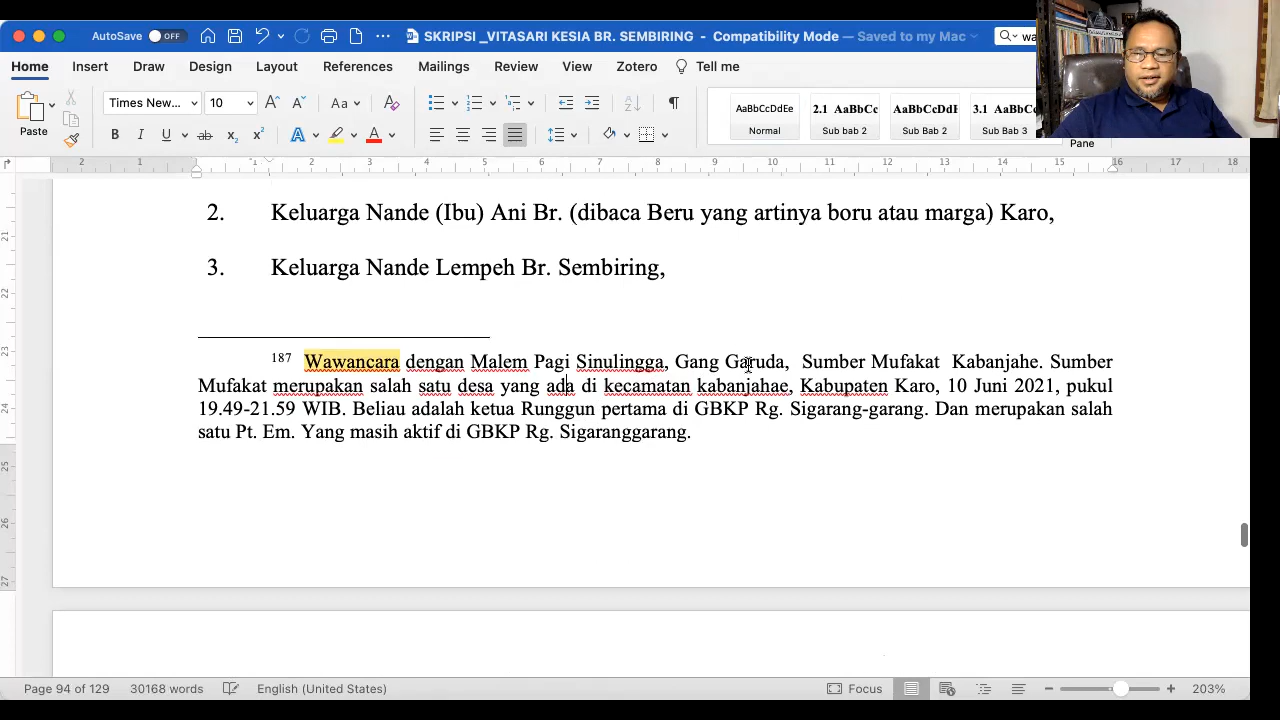 AutoSave OFF SKRIPSI _VITASARI KESIA BR. SEMBIRING - Compatibility Mode — Saved to my Mac
Home Insert Draw Design Layout References Mailings Review View Zotero Tell me
Times New... 10 Aa
Paste
AaBbCcDdEe 2.1 AaBbCc AaBbCcDdI 3.1 AaBbCc
Normal Sub bab 2 Sub Bab 2 Sub Bab 3
Pane
2. Keluarga Nande (Ibu) Ani Br. (dibaca Beru yang artinya boru atau marga) Karo,
3. Keluarga Nande Lempeh Br. Sembiring,
187 Wawancara dengan Malem Pagi Sinulingga, Gang Garuda, Sumber Mufakat Kabanjahe. Sumber
Mufakat merupakan salah satu desa yang ada di kecamatan kabanjahae, Kabupaten Karo, 10 Juni 2021, pukul
19.49-21.59 WIB. Beliau adalah ketua Runggun pertama di GBKP Rg. Sigarang-garang. Dan merupakan salah
satu Pt. Em. Yang masih aktif di GBKP Rg. Sigaranggarang.
Page 94 of 129 30168 words English (United States) Focus 203%